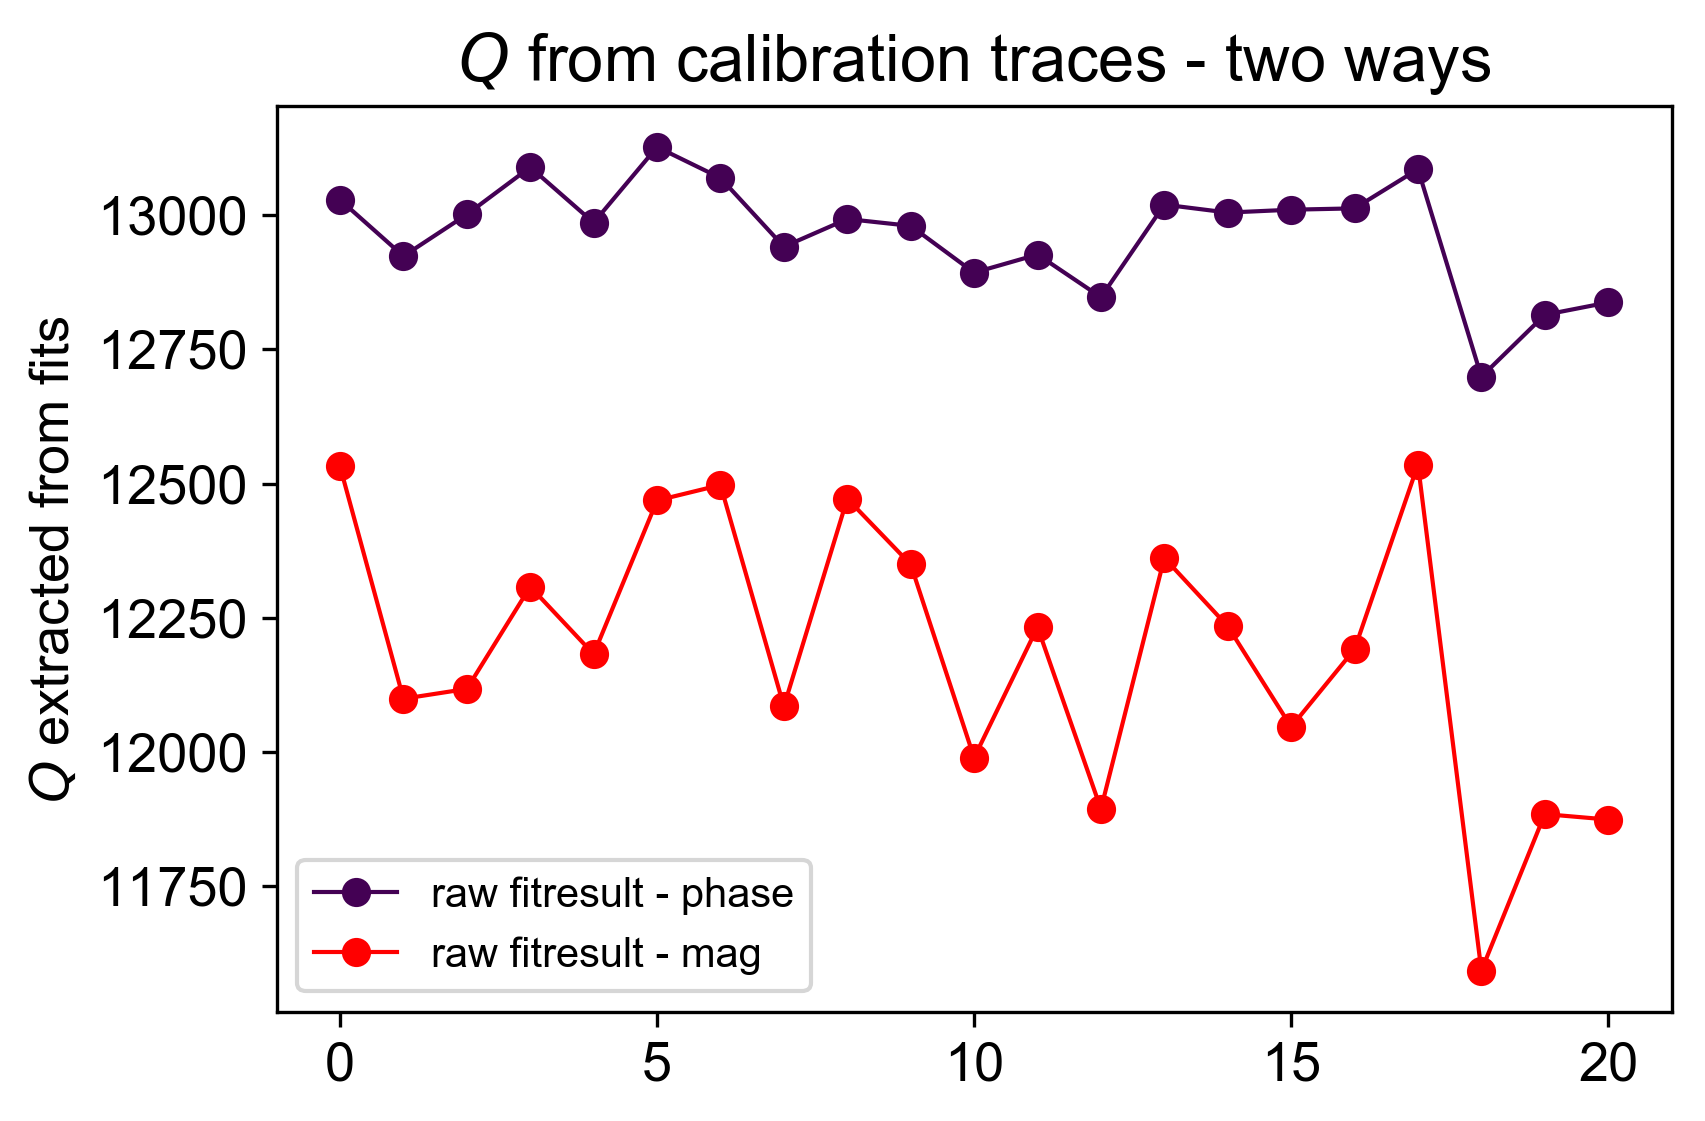 Q from calibration traces - two ways
Q extracted from fits
13000
12750
12500
12250
12000
11750
raw fitresult - phase
raw fitresult - mag
0
5
10
15
20